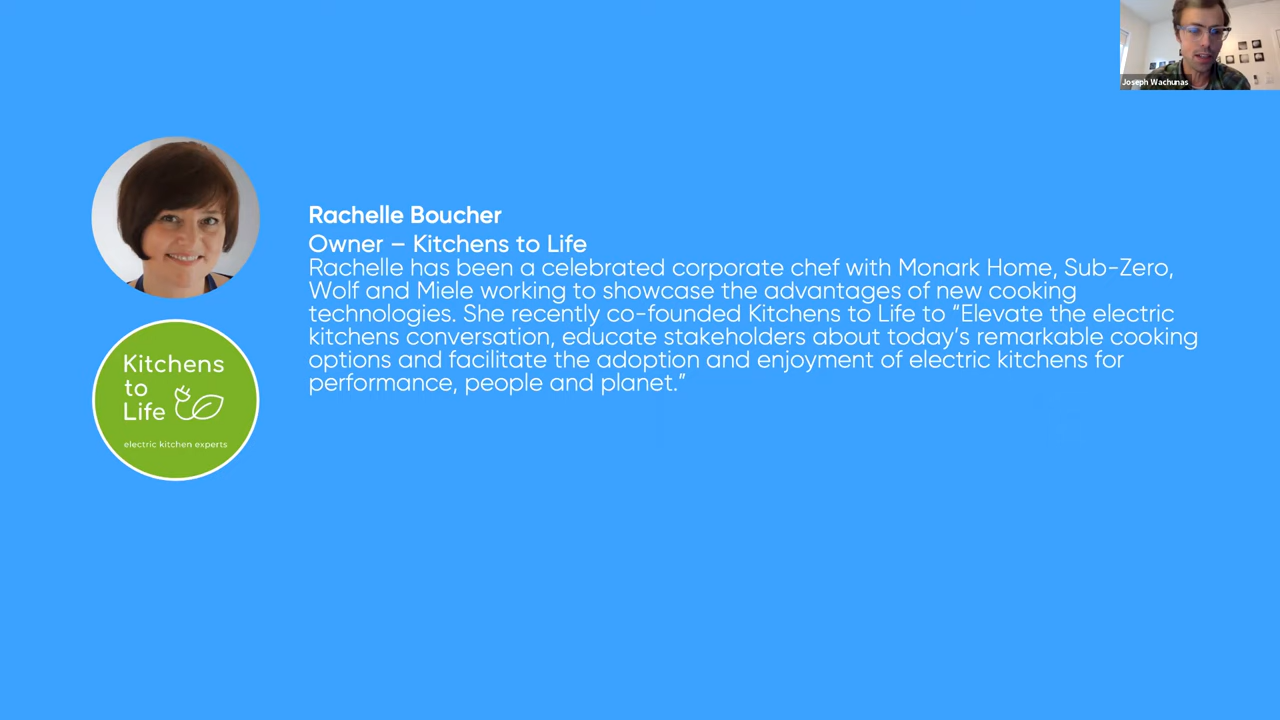 Joseph Wachunas
Rachelle Boucher
Owner – Kitchens to Life
Rachelle has been a celebrated corporate chef with Monark Home, Sub-Zero,
Wolf and Miele working to showcase the advantages of new cooking
technologies. She recently co-founded Kitchens to Life to “Elevate the electric
kitchens conversation, educate stakeholders about today’s remarkable cooking
options and facilitate the adoption and enjoyment of electric kitchens for
performance, people and planet.”
Kitchens
to
Life
electric kitchen experts